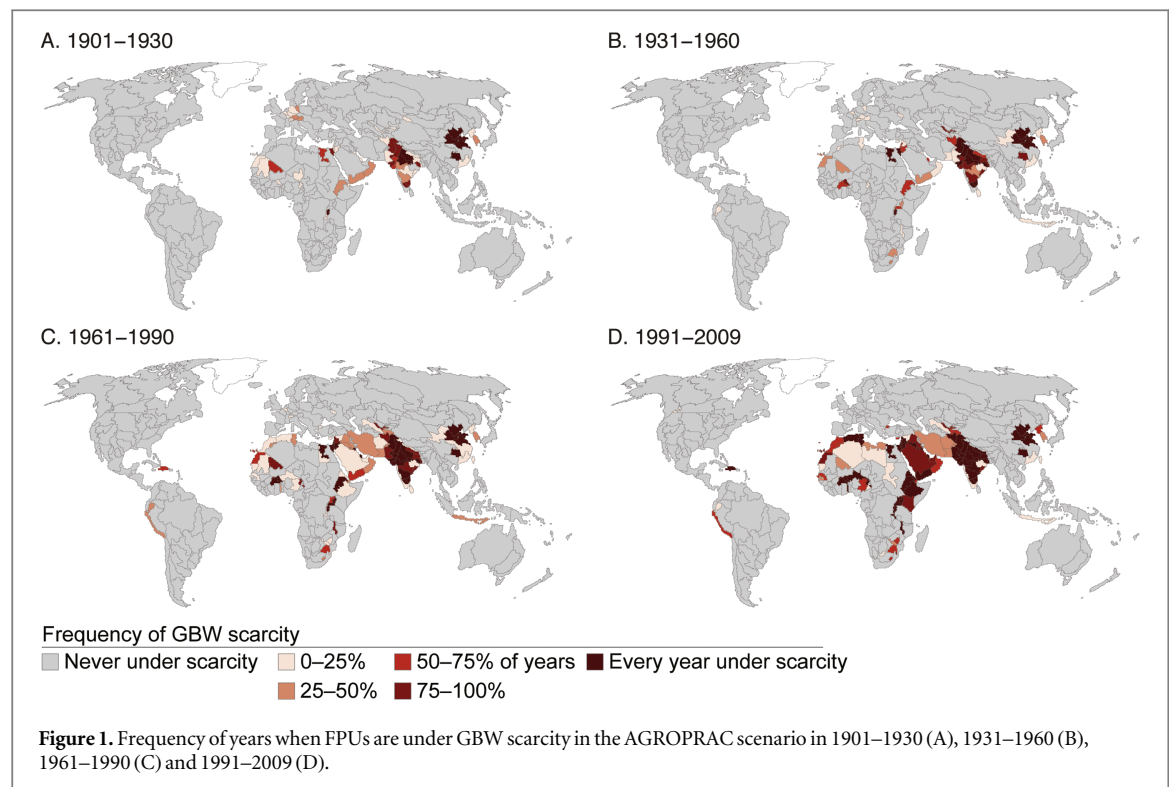 A. 1901–1930
B. 1931–1960
C. 1961–1990
D. 1991–2009
Frequency of GBW scarcity
Never under scarcity
0–25%
50–75% of years
Every year under scarcity
25–50%
75–100%
Figure 1. Frequency of years when FPUs are under GBW scarcity in the AGROPRAC scenario in 1901–1930 (A), 1931–1960 (B),
1961–1990 (C) and 1991–2009 (D).